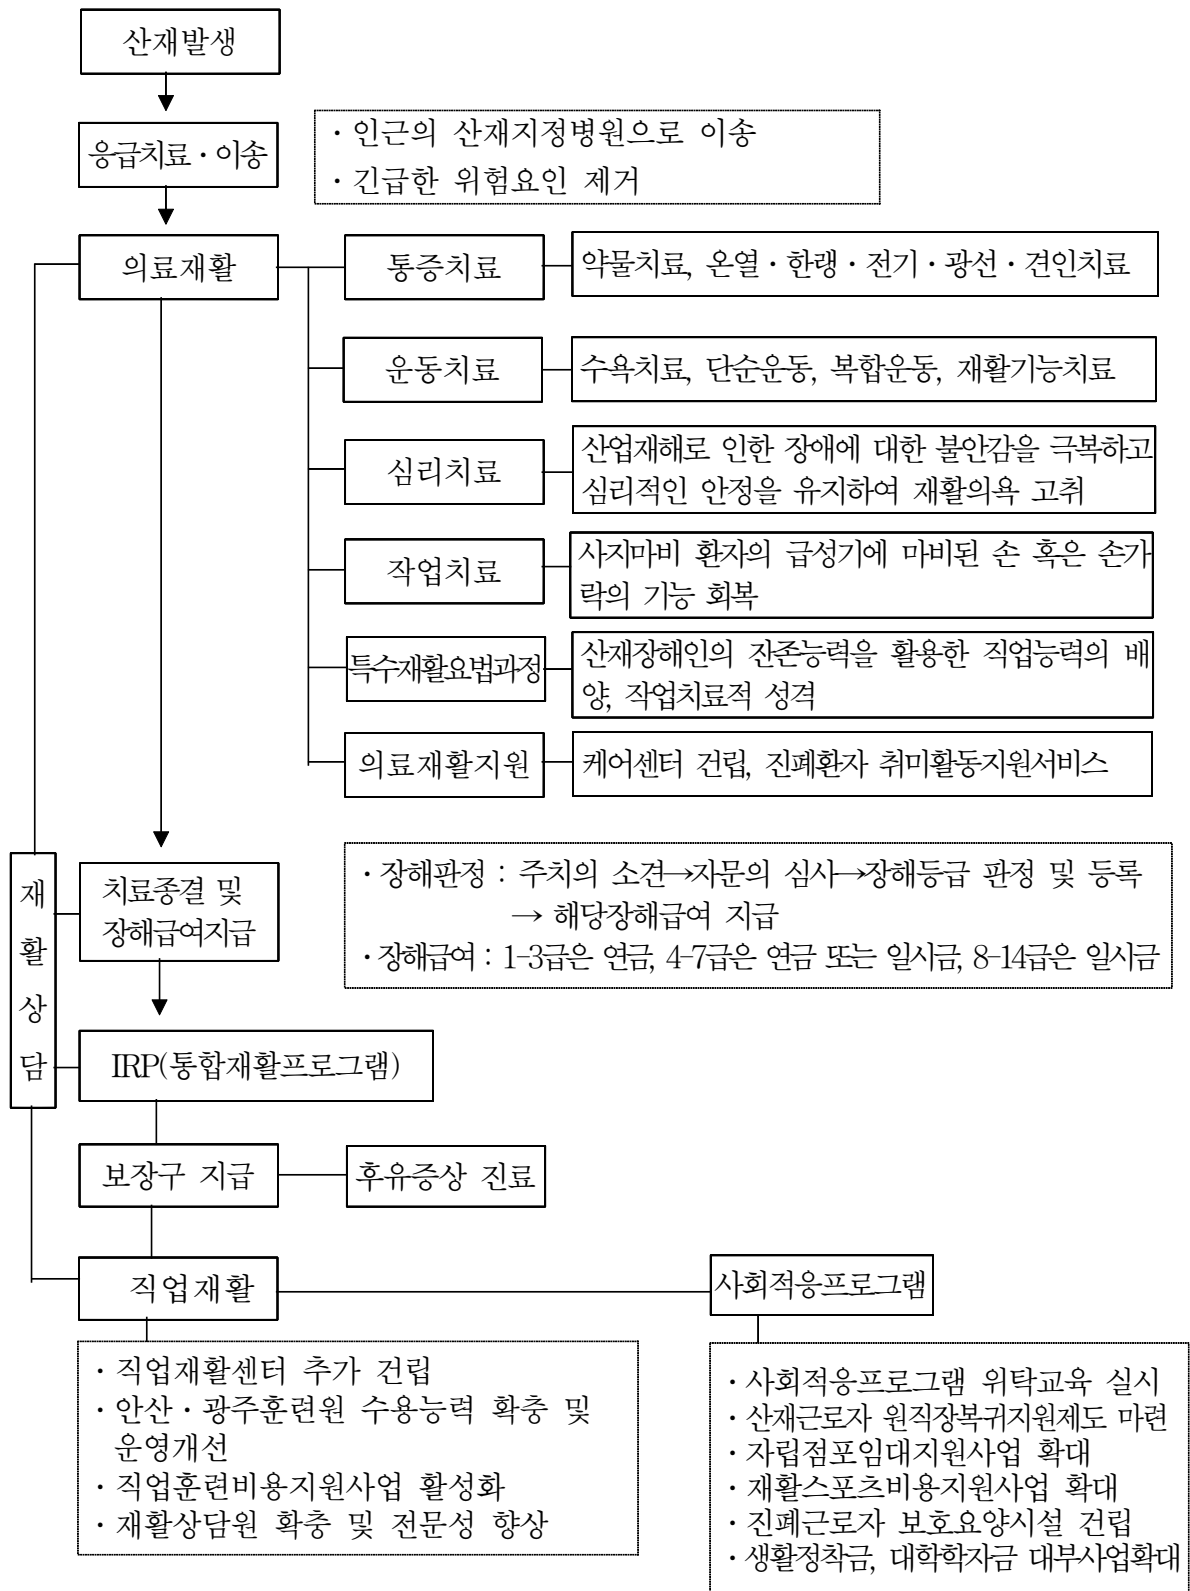 산재발생
응급치료·이송
·인근의 산재지정병원으로 이송
·긴급한 위험요인 제거
의료재활
통증치료
약물치료, 온열·한랭·전기·광선·견인치료
운동치료
수욕치료, 단순운동, 복합운동, 재활기능치료
심리치료
산업재해로 인한 장애에 대한 불안감을 극복하고
심리적인 안정을 유지하여 재활의욕 고취
작업치료
사지마비 환자의 급성기에 마비된 손 혹은 손가
락의 기능 회복
특수재활요법과정
산재장해인의 잔존능력을 활용한 직업능력의 배
양, 작업치료적 성격
의료재활지원
케어센터 건립, 진폐환자 취미활동지원서비스
재
활
상
담
치료종결 및
장해급여지급
·장해판정 : 주치의 소견→자문의 심사→장해등급 판정 및 등록
→ 해당장해급여 지급
·장해급여 : 1-3급은 연금, 4-7급은 연금 또는 일시금, 8-14급은 일시금
IRP(통합재활프로그램)
보장구 지급
후유증상 진료
직업재활
사회적응프로그램
·직업재활센터 추가 건립
·안산·광주훈련원 수용능력 확충 및
운영개선
·직업훈련비용지원사업 활성화
·재활상담원 확충 및 전문성 향상
·사회적응프로그램 위탁교육 실시
·산재근로자 원직장복귀지원제도 마련
·자립점포임대지원사업 확대
·재활스포츠비용지원사업 확대
·진폐근로자 보호요양시설 건립
·생활정착금, 대학학자금 대부사업확대